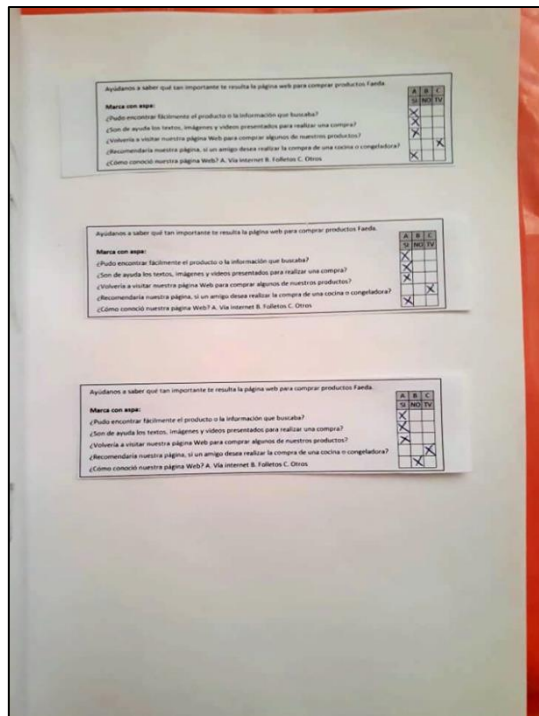 Ayúdanos a saber qué tan importante te resulta la página web para comprar productos Faeda.
A B C
Marca con aspa: SI NO TV
¿Pudo encontrar fácilmente el producto o la información que buscaba? X
¿Son de ayuda los textos, imágenes y videos presentados para realizar una compra? X
¿Volvería a visitar nuestra página Web para comprar algunos de nuestros productos? X
¿Recomendaría nuestra página, si un amigo desea realizar la compra de una cocina o congeladora? X
¿Cómo conoció nuestra página Web? A. Vía internet B. Folletos C. Otros X
Ayúdanos a saber qué tan importante te resulta la página web para comprar productos Faeda.
A B C
Marca con aspa: SI NO TV
¿Pudo encontrar fácilmente el producto o la información que buscaba? X
¿Son de ayuda los textos, imágenes y videos presentados para realizar una compra? X
¿Volvería a visitar nuestra página Web para comprar algunos de nuestros productos? X
¿Recomendaría nuestra página, si un amigo desea realizar la compra de una cocina o congeladora? X
¿Cómo conoció nuestra página Web? A. Vía internet B. Folletos C. Otros X
Ayúdanos a saber qué tan importante te resulta la página web para comprar productos Faeda.
A B C
Marca con aspa: SI NO TV
¿Pudo encontrar fácilmente el producto o la información que buscaba? X
¿Son de ayuda los textos, imágenes y videos presentados para realizar una compra? X
¿Volvería a visitar nuestra página Web para comprar algunos de nuestros productos? X
¿Recomendaría nuestra página, si un amigo desea realizar la compra de una cocina o congeladora? X
¿Cómo conoció nuestra página Web? A. Vía internet B. Folletos C. Otros X